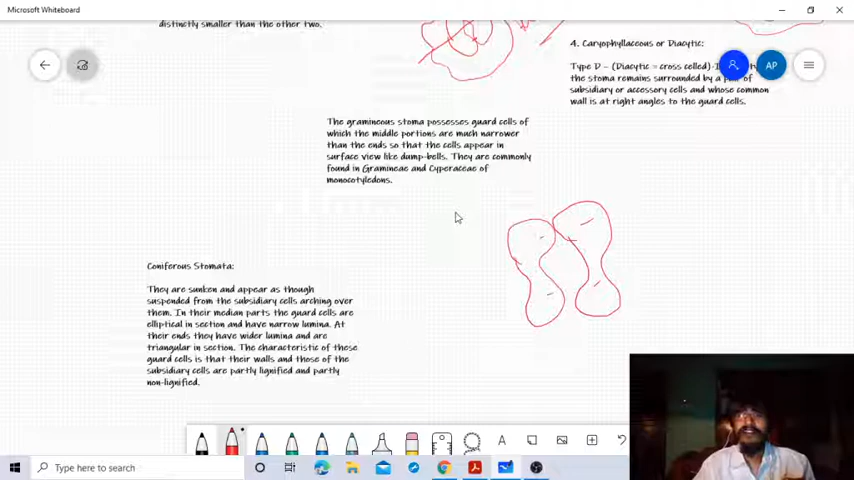 Microsoft Whiteboard
distinctly smaller than the other two.
4. Caryophyllaceous or Diacytic:
Type D – (Diacytic = cross celled)
the stoma remains surrounded by a
subsidiary or accessory cells and whose common
wall is at right angles to the guard cells.
AP
The gramineous stoma possesses guard cells of
which the middle portions are much narrower
than the ends so that the cells appear in
surface view like dump-bells. They are commonly
found in Gramineae and Cyperaceae of
monocotyledons.
Coniferous Stomata:
They are sunken and appear as though
suspended from the subsidiary cells arching over
them. In their median parts the guard cells are
elliptical in section and have narrow lumina. At
their ends they have wider lumina and are
triangular in section. The characteristic of these
guard cells is that their walls and those of the
subsidiary cells are partly lignified and partly
non-lignified.
Type here to search